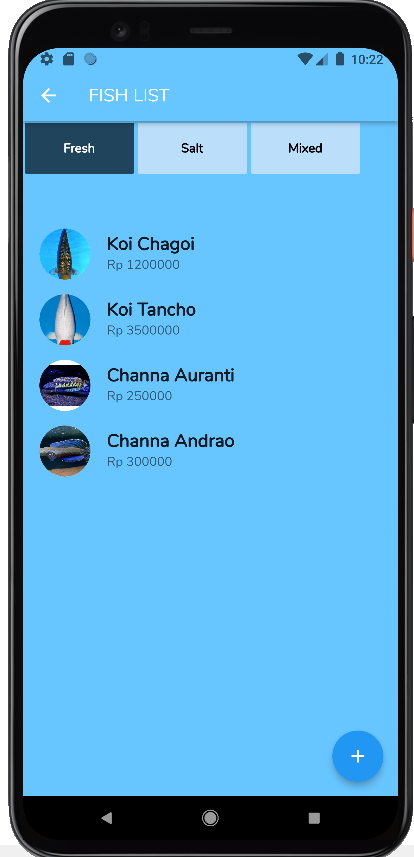 10:22
FISH LIST
Fresh Salt Mixed
Koi Chagoi
Rp 1200000
Koi Tancho
Rp 3500000
Channa Auranti
Rp 250000
Channa Andrao
Rp 300000
+